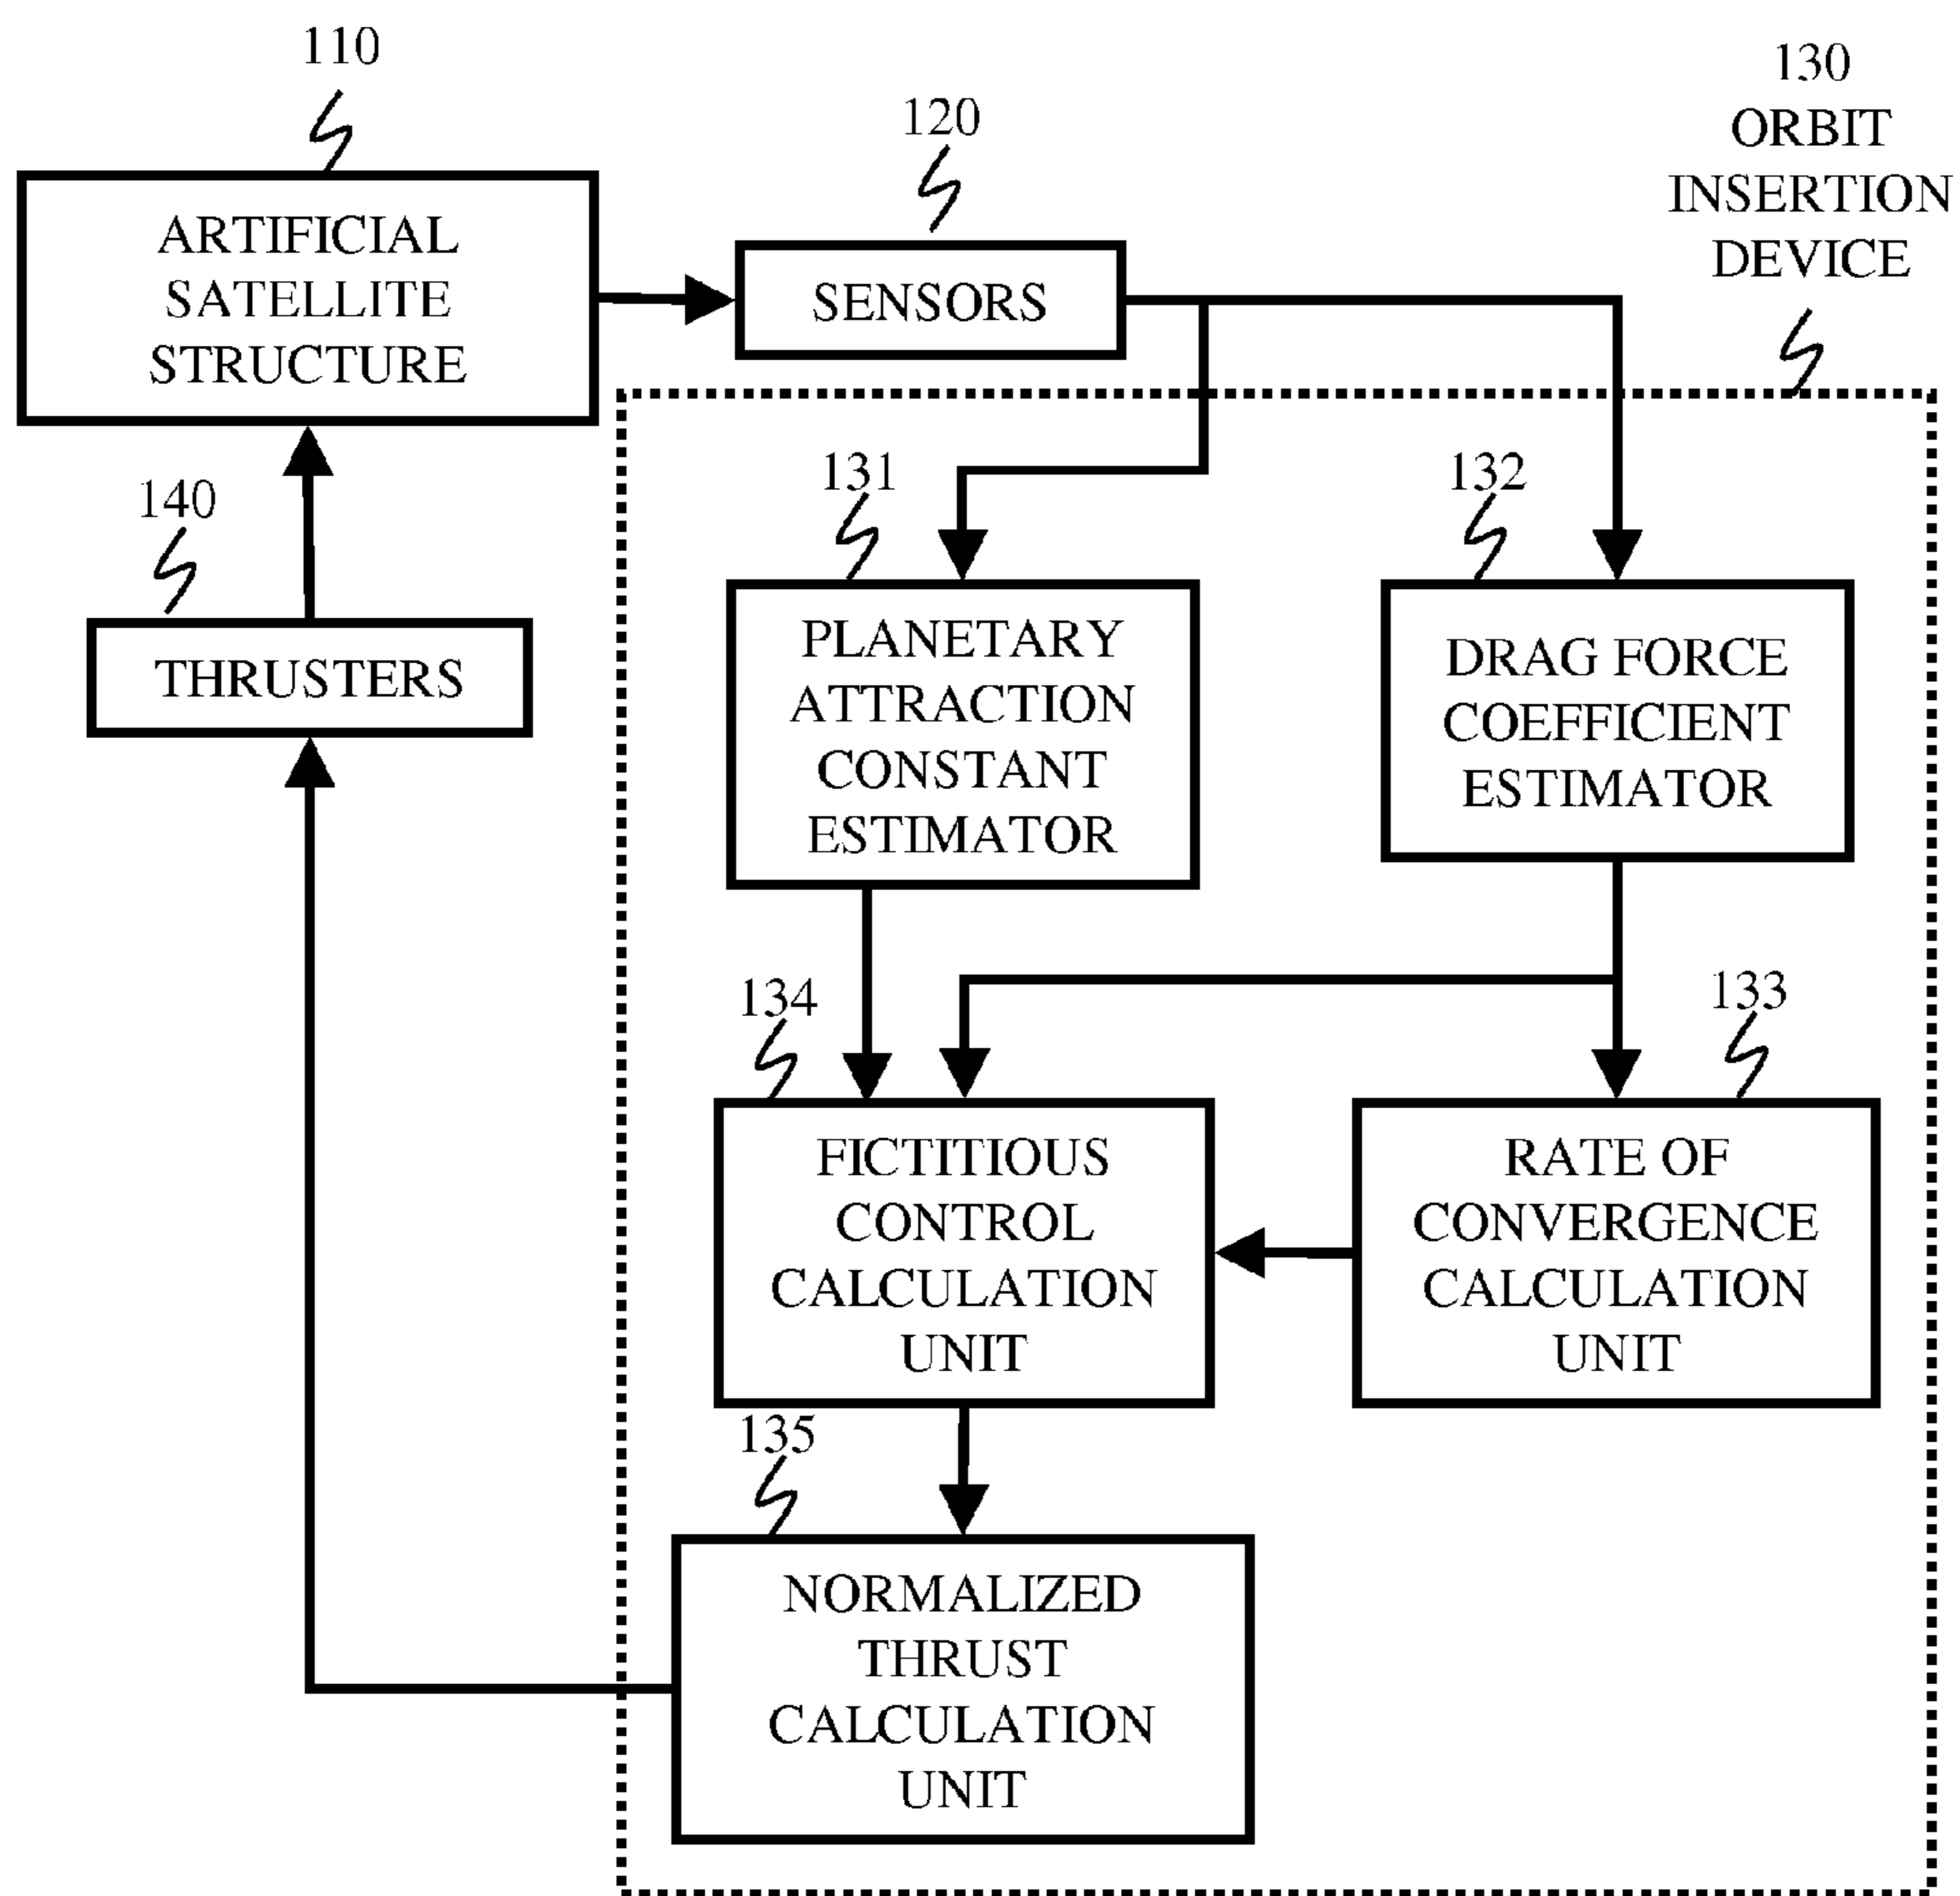 110
ARTIFICIAL
SATELLITE
STRUCTURE
120
SENSORS
130
ORBIT
INSERTION
DEVICE
140
THRUSTERS
131
PLANETARY
ATTRACTION
CONSTANT
ESTIMATOR
132
DRAG FORCE
COEFFICIENT
ESTIMATOR
134
FICTITIOUS
CONTROL
CALCULATION
UNIT
133
RATE OF
CONVERGENCE
CALCULATION
UNIT
135
NORMALIZED
THRUST
CALCULATION
UNIT